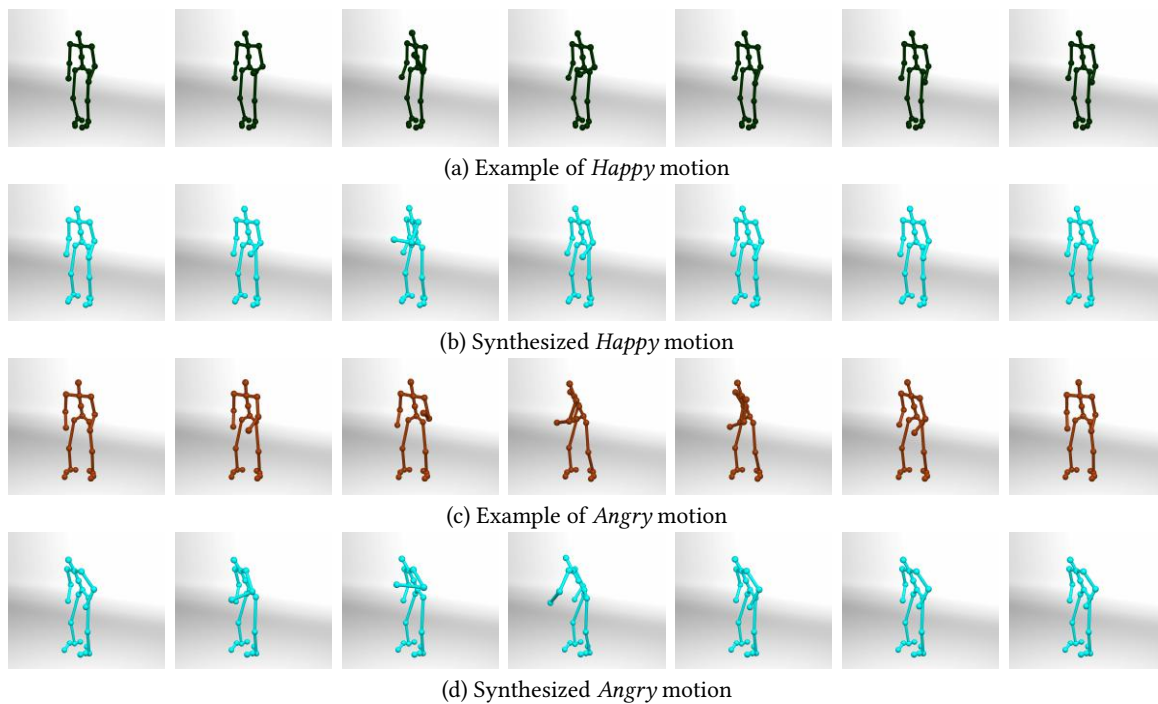 (a) Example of Happy motion
(b) Synthesized Happy motion
(c) Example of Angry motion
(d) Synthesized Angry motion